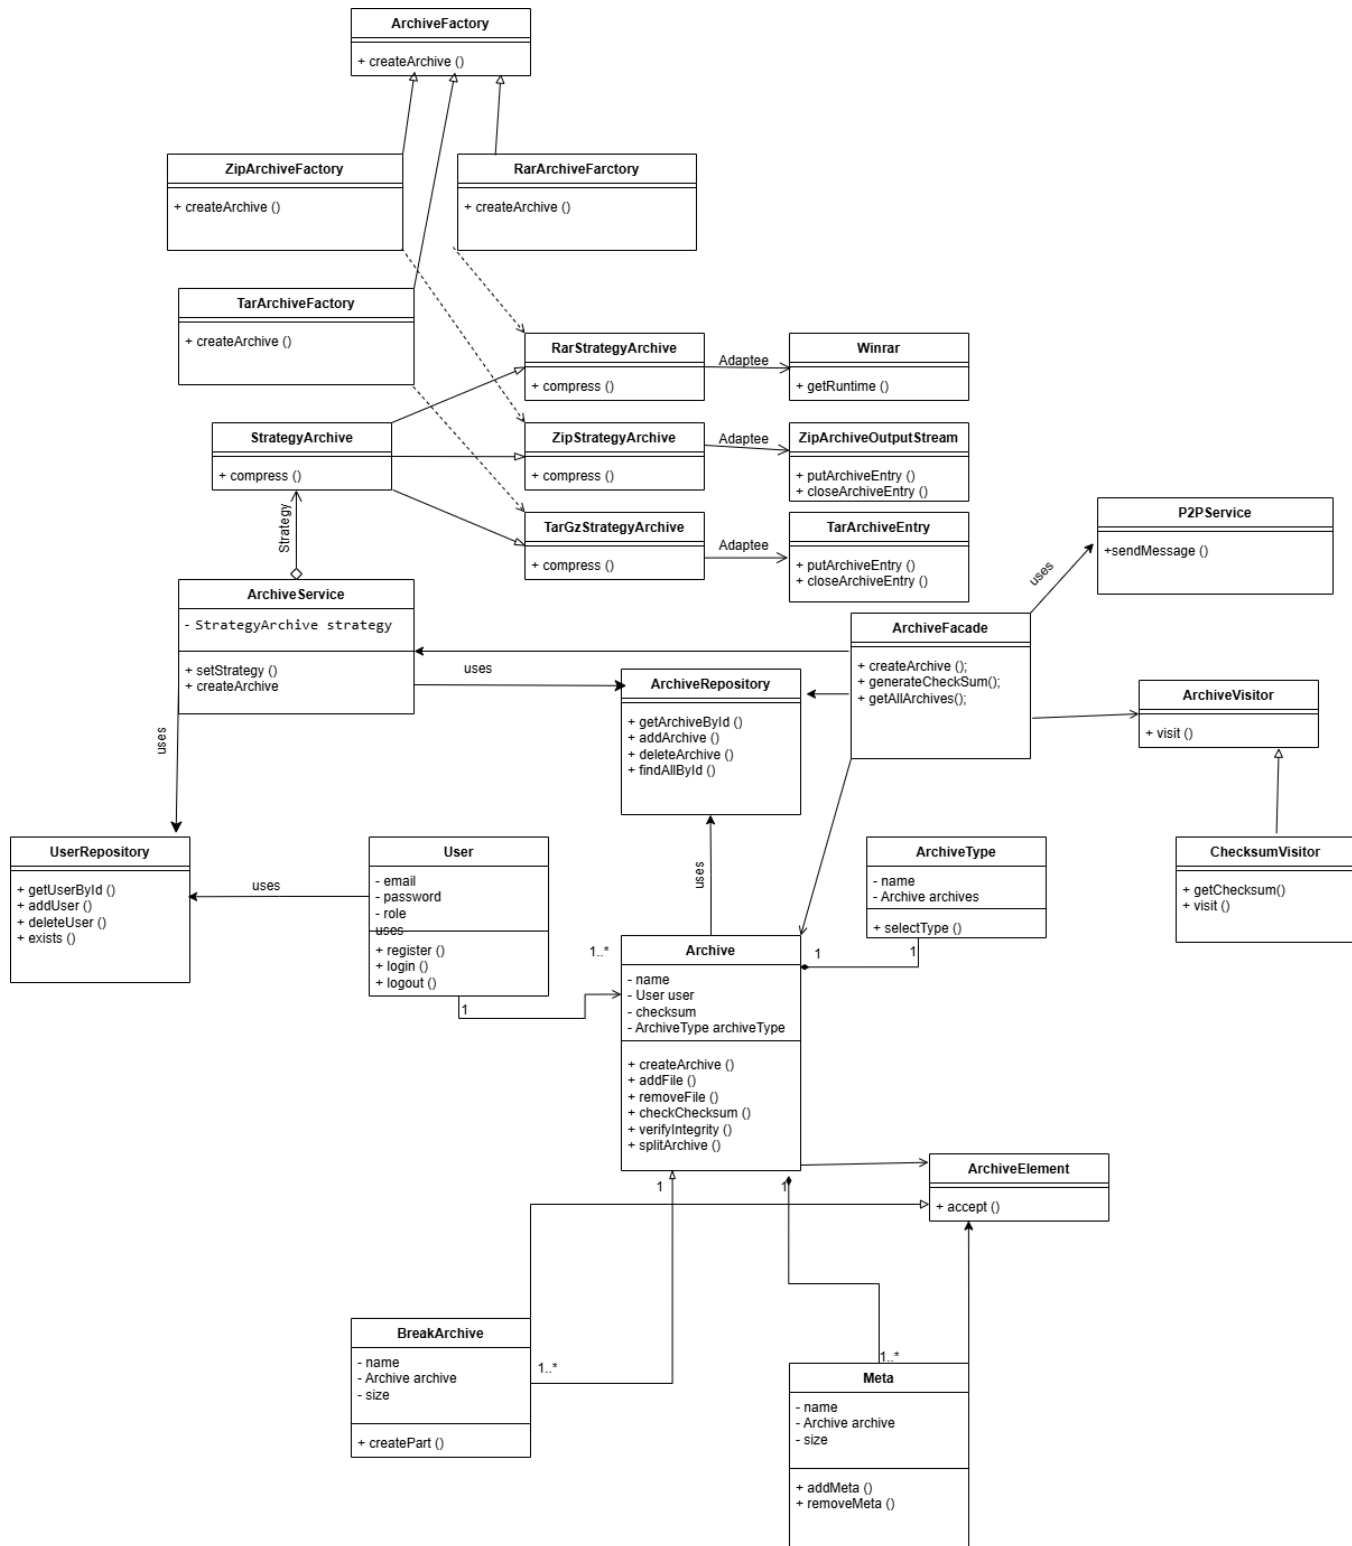 ArchiveFactory
+ createArchive ()
ZipArchiveFactory
+ createArchive ()
RarArchiveFarctory
+ createArchive ()
TarArchiveFactory
+ createArchive ()
RarStrategyArchive
+ compress ()
Adaptee
Winrar
+ getRuntime ()
StrategyArchive
+ compress ()
ZipStrategyArchive
+ compress ()
Adaptee
ZipArchiveOutputStream
+ putArchiveEntry ()
+ closeArchiveEntry ()
TarGzStrategyArchive
+ compress ()
Adaptee
TarArchiveEntry
+ putArchiveEntry ()
+ closeArchiveEntry ()
P2PService
+sendMessage ()
Strategy
uses
ArchiveService
- StrategyArchive strategy
+ setStrategy ()
+ createArchive
uses
ArchiveFacade
+ createArchive ();
+ generateCheckSum();
+ getAllArchives();
ArchiveRepository
+ getArchiveById ()
+ addArchive ()
+ deleteArchive ()
+ findAllById ()
ArchiveVisitor
+ visit ()
uses
UserRepository
+ getUserById ()
+ addUser ()
+ deleteUser ()
+ exists ()
uses
User
- email
- password
- role
uses
+ register ()
+ login ()
+ logout ()
uses
ArchiveType
- name
- Archive archives
+ selectType ()
ChecksumVisitor
+ getChecksum()
+ visit ()
1..*
1
1
1
Archive
- name
- User user
- checksum
- ArchiveType archiveType
+ createArchive ()
+ addFile ()
+ removeFile ()
+ checkChecksum ()
+ verifyIntegrity ()
+ splitArchive ()
ArchiveElement
+ accept ()
1
1
BreakArchive
- name
- Archive archive
- size
+ createPart ()
1..*
1..*
Meta
- name
- Archive archive
- size
+ addMeta ()
+ removeMeta ()